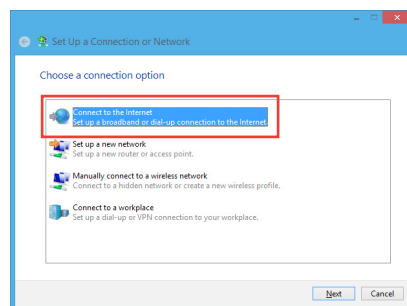 Set Up a Connection or Network
Choose a connection option
Connect to the Internet
Set up a broadband or dial-up connection to the Internet.
Set up a new network
Set up a new router or access point.
Manually connect to a wireless network
Connect to a hidden network or create a new wireless profile.
Connect to a workplace
Set up a dial-up or VPN connection to your workplace.
Next Cancel